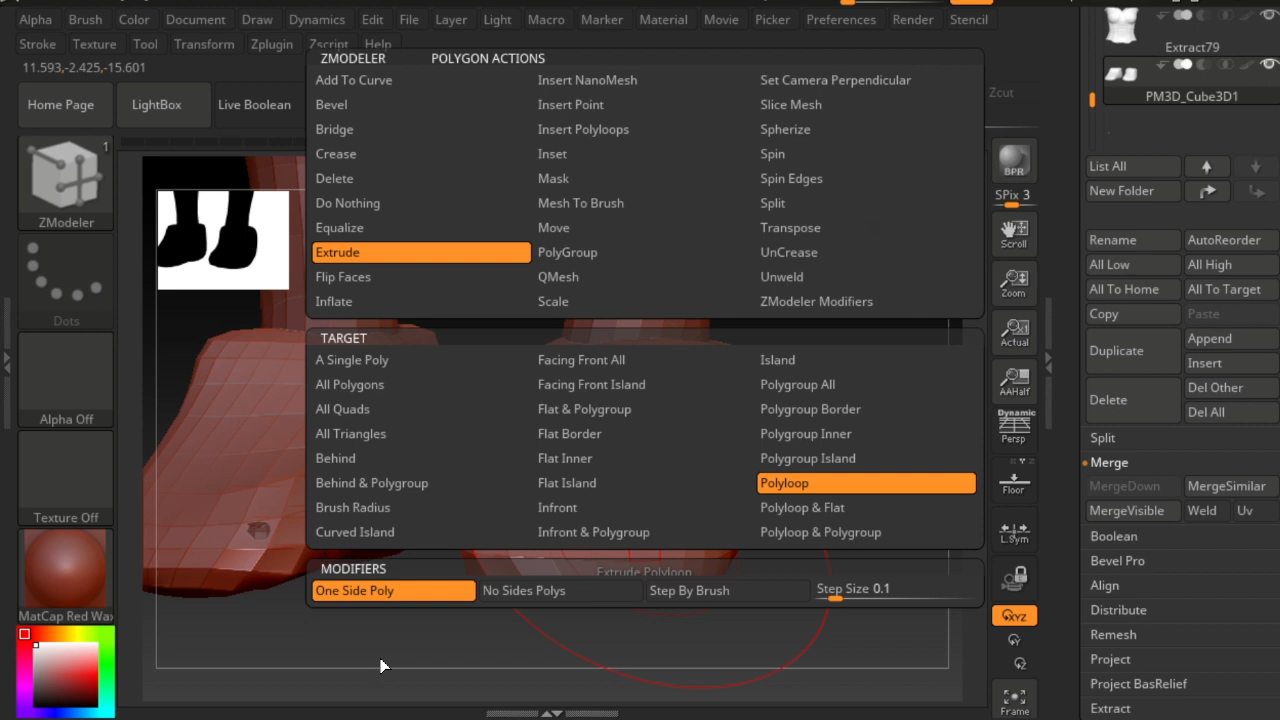 Alpha Brush Color Document Draw Dynamics Edit File Layer Light Macro Marker Material Movie Picker Preferences Render Stencil
Stroke Texture Tool Transform Zplugin Zscript Help
11.593,-2.425,-15.601
Home Page LightBox Live Boolean
Zcut
ZMODELER POLYGON ACTIONS
Add To Curve Insert NanoMesh Set Camera Perpendicular
Bevel Insert Point Slice Mesh
Bridge Insert Polyloops Spherize
Crease Inset Spin
Delete Mask Spin Edges
Do Nothing Mesh To Brush Split
Equalize Move Transpose
Extrude PolyGroup UnCrease
Flip Faces QMesh Unweld
Inflate Scale ZModeler Modifiers
TARGET
A Single Poly Facing Front All Island
All Polygons Facing Front Island Polygroup All
All Quads Flat & Polygroup Polygroup Border
All Triangles Flat Border Polygroup Inner
Behind Flat Inner Polygroup Island
Behind & Polygroup Flat Island Polyloop
Brush Radius Infront Polyloop & Flat
Curved Island Infront & Polygroup Polyloop & Polygroup
MODIFIERS
Extrude Polyloop
One Side Poly No Sides Polys Step By Brush Step Size 0.1
1
ZModeler
Dots
Alpha Off
Texture Off
MatCap Red Wax
BPR
SPix 3
Scroll
Zoom
Actual
AAHalf
Dynamic
Persp
Floor
L.Sym
XYZ
Y
Z
Frame
Extract79
PM3D_Cube3D1
List All
New Folder
Rename AutoReorder
All Low All High
All To Home All To Target
Copy Paste
Duplicate Append
Insert
Delete Del Other
Del All
Split
Merge
MergeDown MergeSimilar
MergeVisible Weld Uv
Boolean
Bevel Pro
Align
Distribute
Remesh
Project
Project BasRelief
Extract